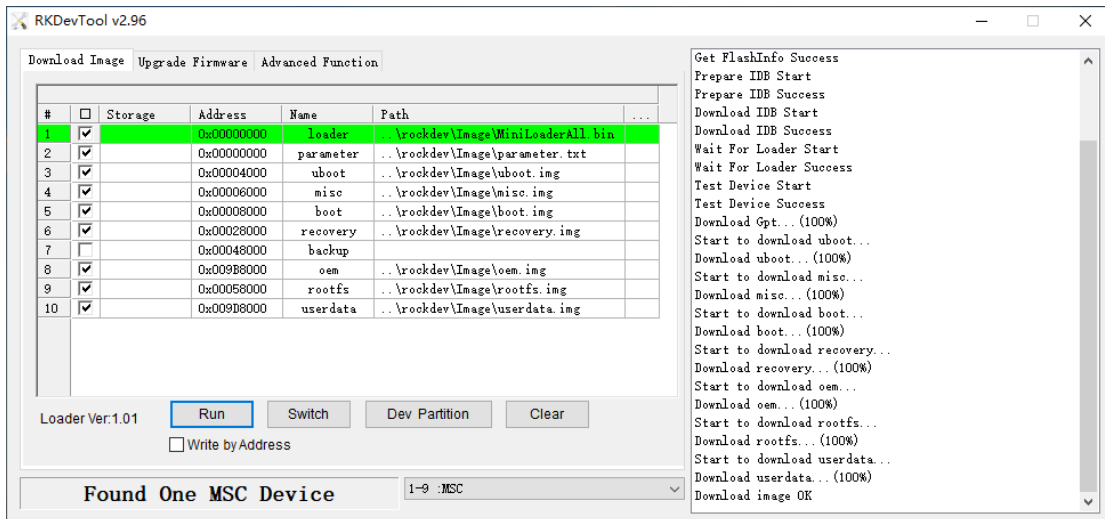 RKDevTool v2.96
Download Image Upgrade Firmware Advanced Function
# Storage Address Name Path ...
1 0x00000000 loader ..\rockdev\Image\MiniLoaderAll.bin
2 0x00000000 parameter ..\rockdev\Image\parameter.txt
3 0x00004000 uboot ..\rockdev\Image\uboot.img
4 0x00006000 misc ..\rockdev\Image\misc.img
5 0x00008000 boot ..\rockdev\Image\boot.img
6 0x00028000 recovery ..\rockdev\Image\recovery.img
7 0x00048000 backup
8 0x009B8000 oem ..\rockdev\Image\oem.img
9 0x00058000 rootfs ..\rockdev\Image\rootfs.img
10 0x009D8000 userdata ..\rockdev\Image\userdata.img
Loader Ver:1.01 Run Switch Dev Partition Clear
Write by Address
Found One MSC Device 1-9 :MSC
Get FlashInfo Success
Prepare IDB Start
Prepare IDB Success
Download IDB Start
Download IDB Success
Wait For Loader Start
Wait For Loader Success
Test Device Start
Test Device Success
Download Gpt...(100%)
Start to download uboot...
Download uboot...(100%)
Start to download misc...
Download misc...(100%)
Start to download boot...
Download boot...(100%)
Start to download recovery...
Download recovery...(100%)
Start to download oem...
Download oem...(100%)
Start to download rootfs...
Download rootfs...(100%)
Start to download userdata...
Download userdata...(100%)
Download image OK